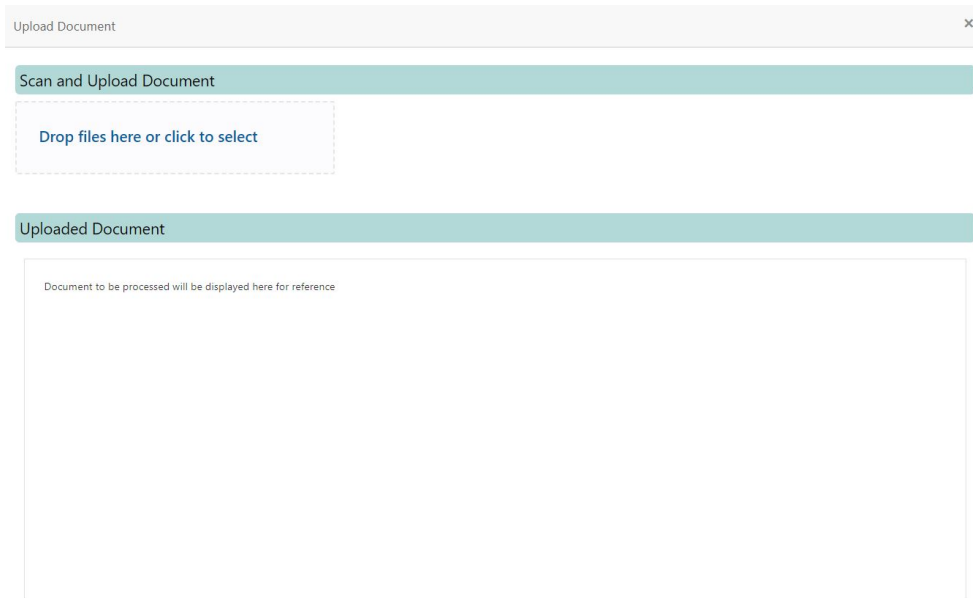 Upload Document
Scan and Upload Document
Drop files here or click to select
Uploaded Document
Document to be processed will be displayed here for reference